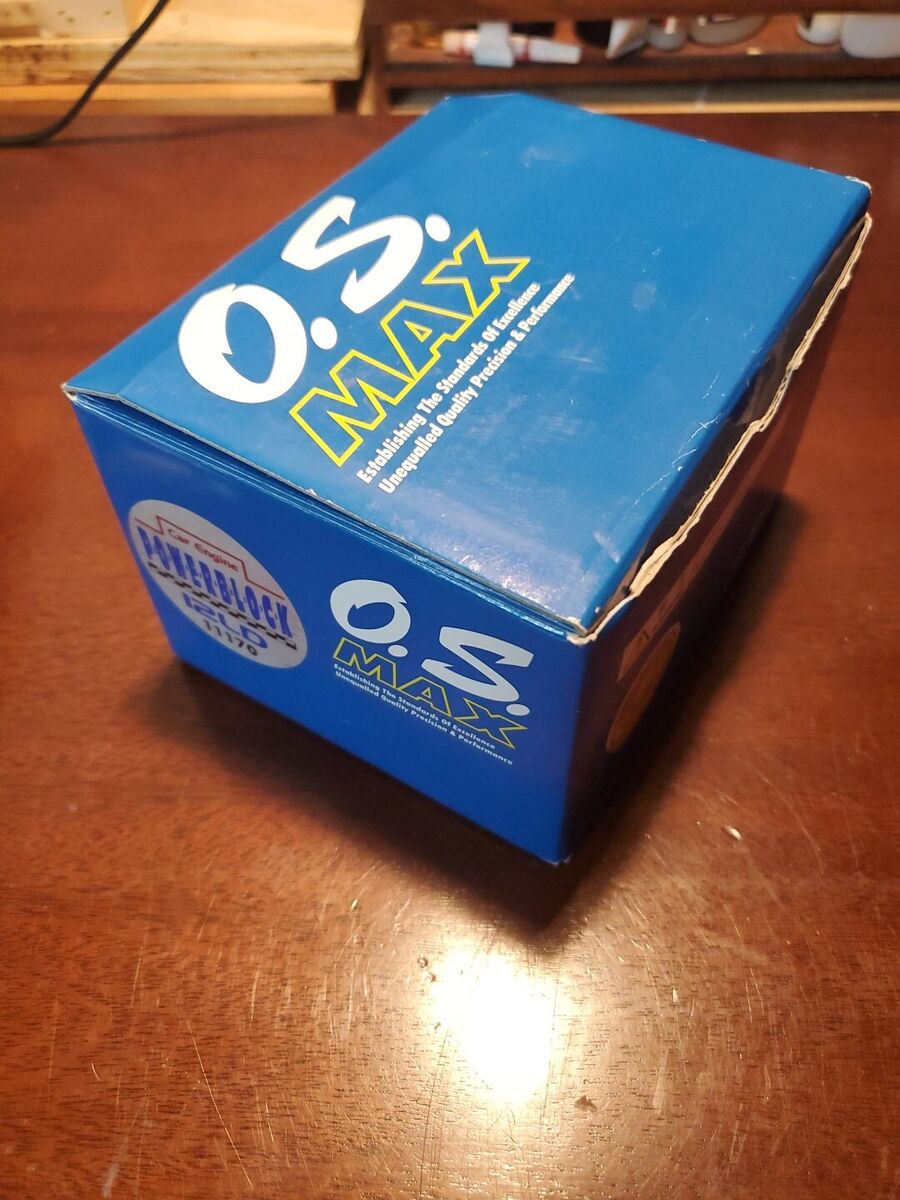 O.S.
MAX
Establishing The Standards Of Excellence
Unequalled Quality Precision & Performance
Car Engine
POWERBLOCK
12LD
11170
O.S.
MAX
Establishing The Standards Of Excellence
Unequalled Quality Precision & Performance